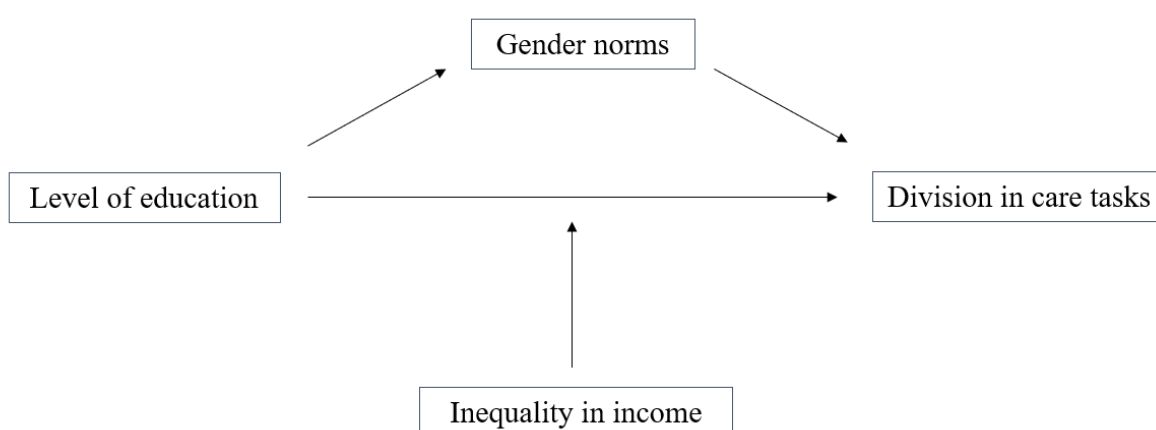 Gender norms
Level of education
Division in care tasks
Inequality in income